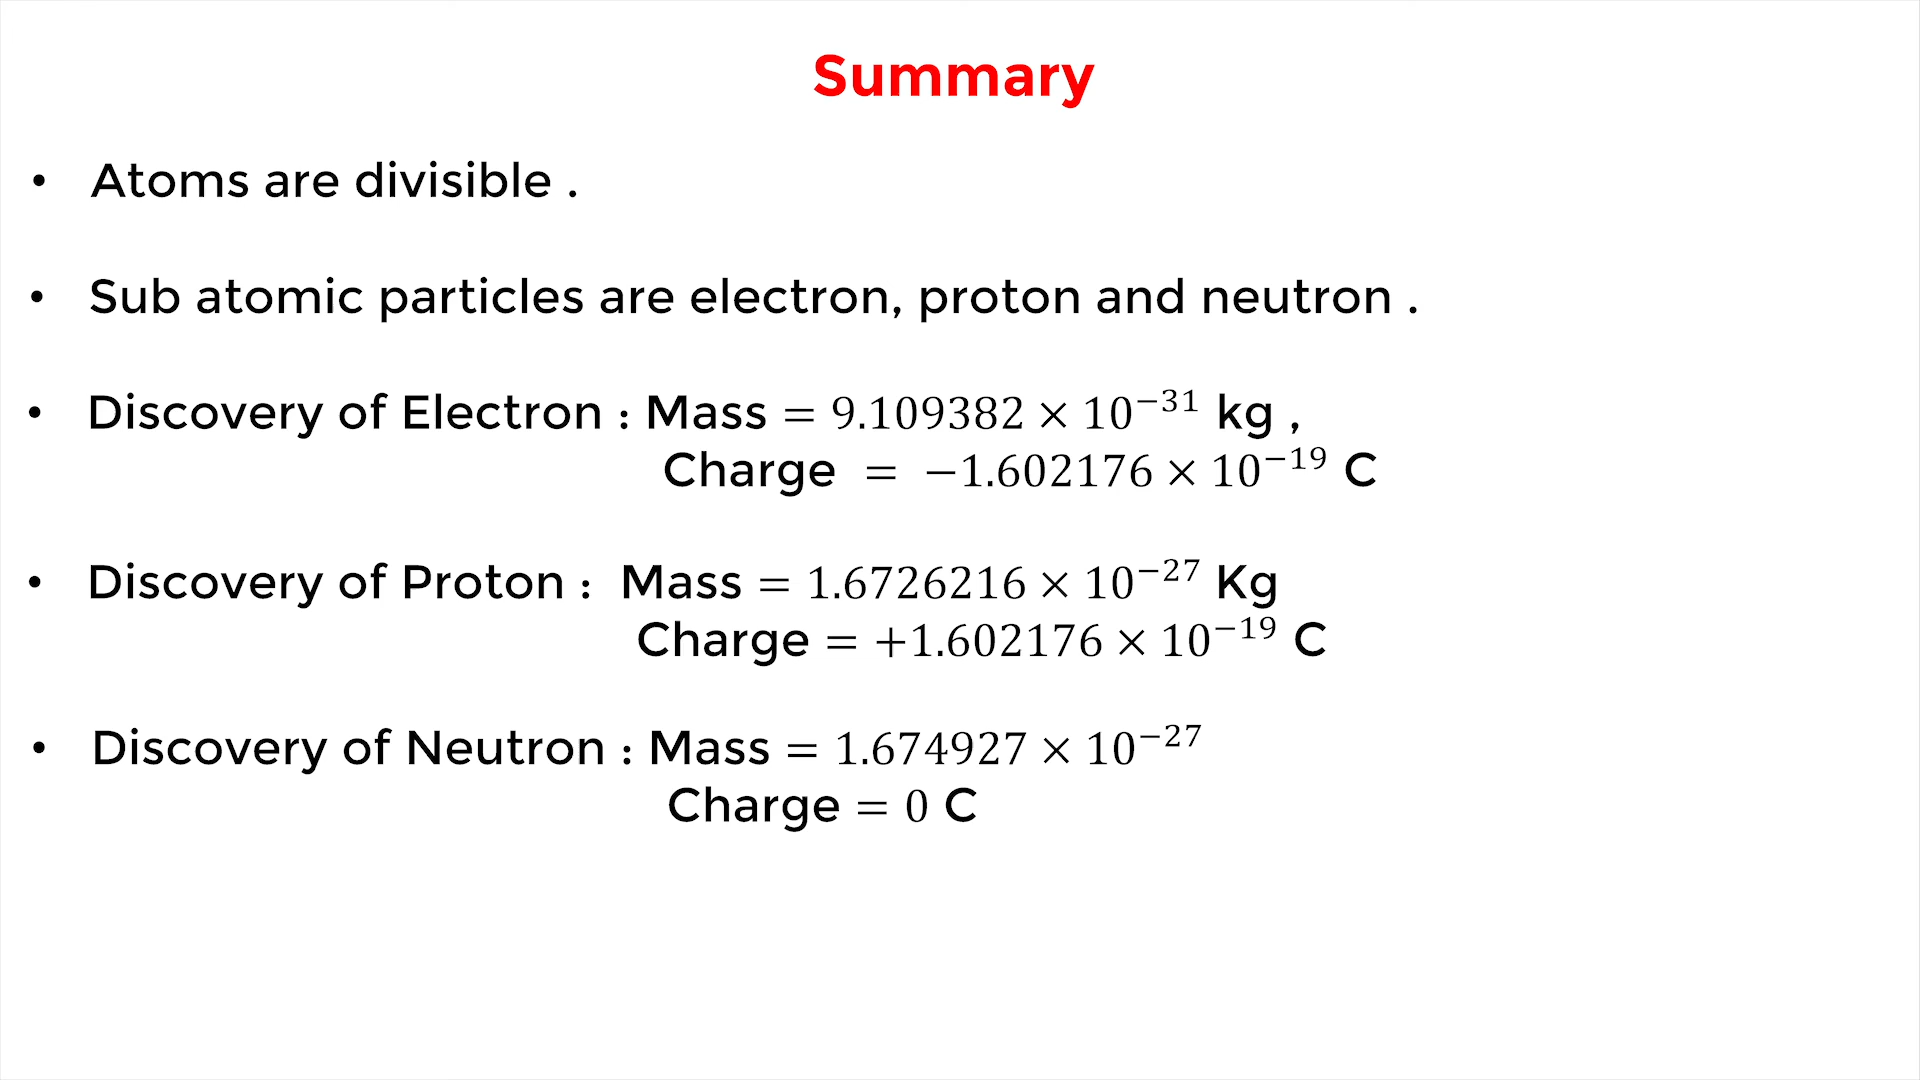 Summary
• Atoms are divisible .
• Sub atomic particles are electron, proton and neutron .
• Discovery of Electron : Mass = 9.109382 × 10⁻³¹ kg ,
Charge = −1.602176 × 10⁻¹⁹ C
• Discovery of Proton : Mass = 1.6726216 × 10⁻²⁷ Kg
Charge = +1.602176 × 10⁻¹⁹ C
• Discovery of Neutron : Mass = 1.674927 × 10⁻²⁷
Charge = 0 C